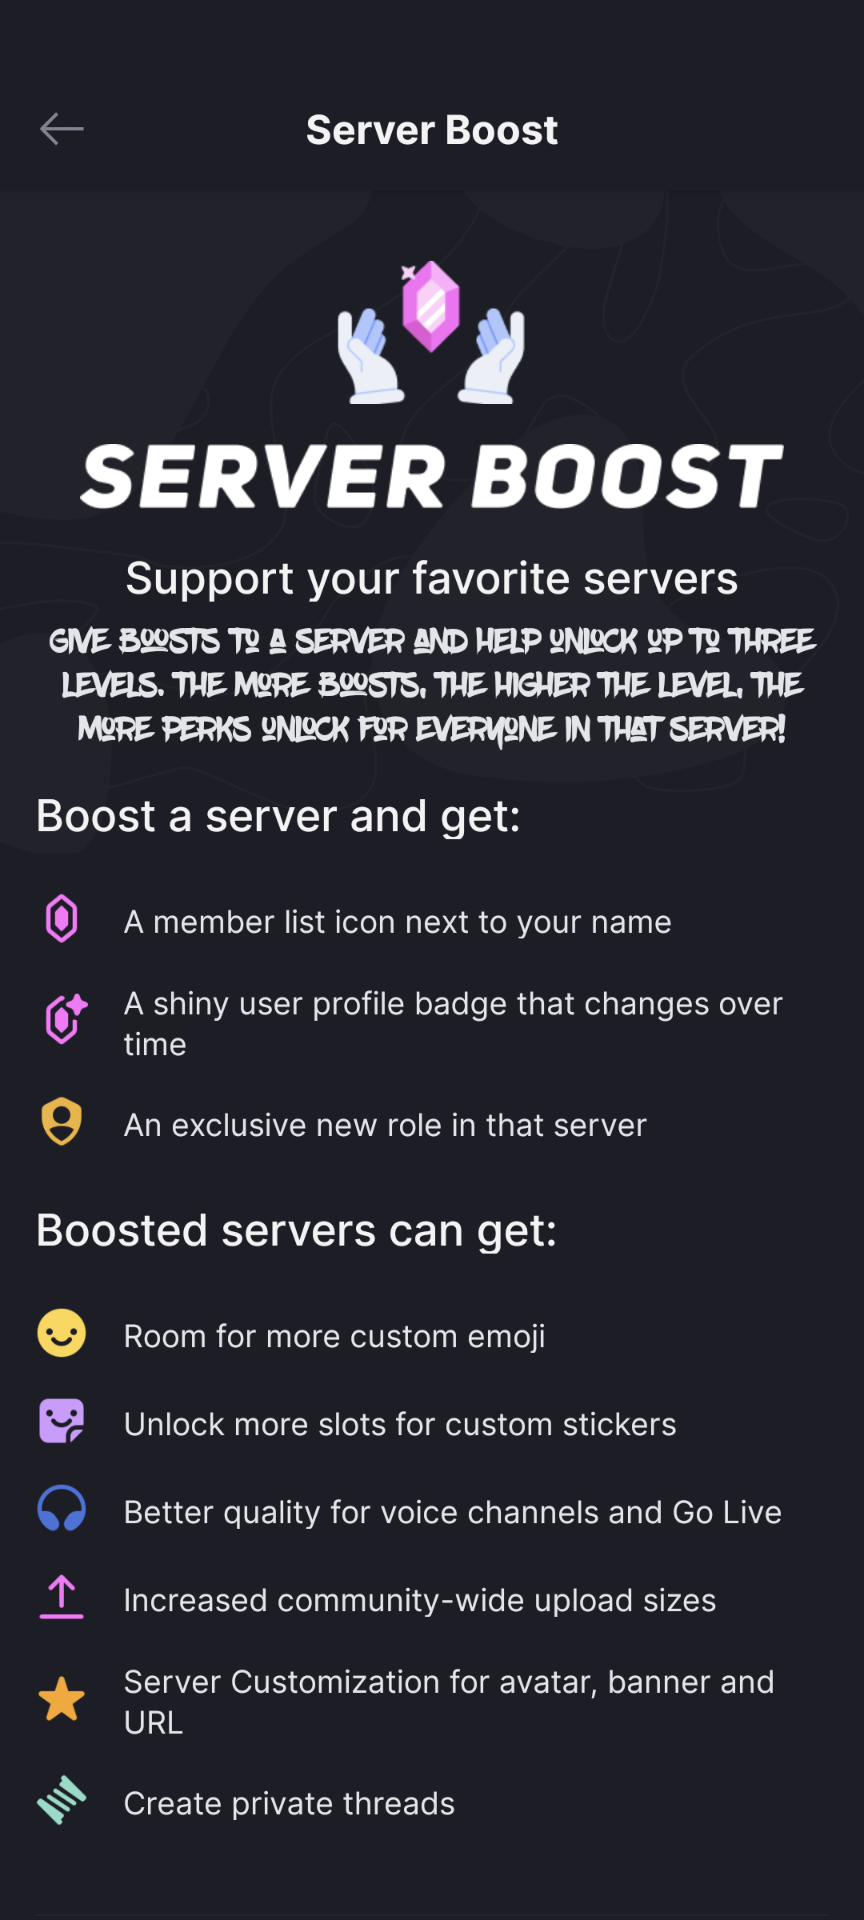 Server Boost
SERVER BOOST
Support your favorite servers
GIVE BOOSTS TO A SERVER AND HELP UNLOCK UP TO THREE
LEVELS. THE MORE BOOSTS, THE HIGHER THE LEVEL, THE
MORE PERKS UNLOCK FOR EVERYONE IN THAT SERVER!
Boost a server and get:
A member list icon next to your name
A shiny user profile badge that changes over
time
An exclusive new role in that server
Boosted servers can get:
Room for more custom emoji
Unlock more slots for custom stickers
Better quality for voice channels and Go Live
Increased community-wide upload sizes
Server Customization for avatar, banner and
URL
Create private threads